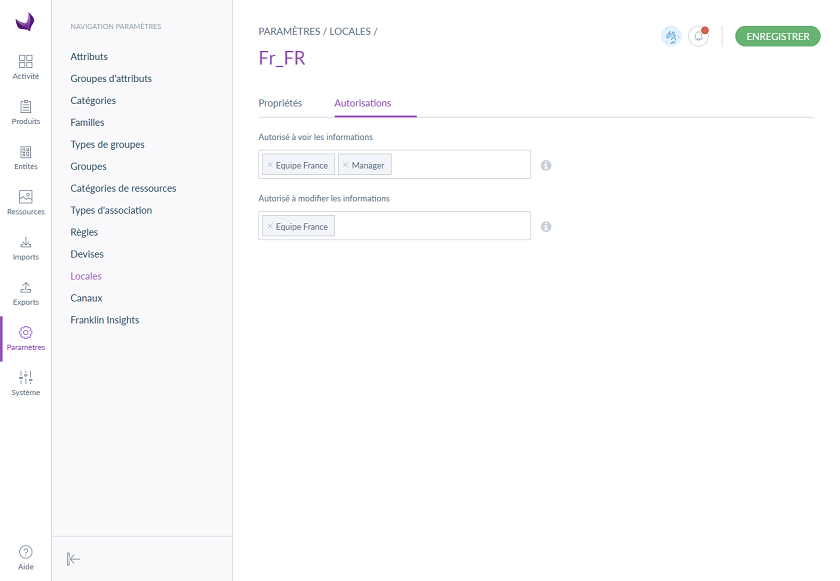 Activité
Produits
Entités
Ressources
Imports
Exports
Paramètres
Système
Aide
NAVIGATION PARAMÈTRES
Attributs
Groupes d'attributs
Catégories
Familles
Types de groupes
Groupes
Catégories de ressources
Types d'association
Règles
Devises
Locales
Canaux
Franklin Insights
PARAMÈTRES / LOCALES /
Fr_FR
ENREGISTRER
Propriétés Autorisations
Autorisé à voir les informations
× Equipe France × Manager
Autorisé à modifier les informations
× Equipe France